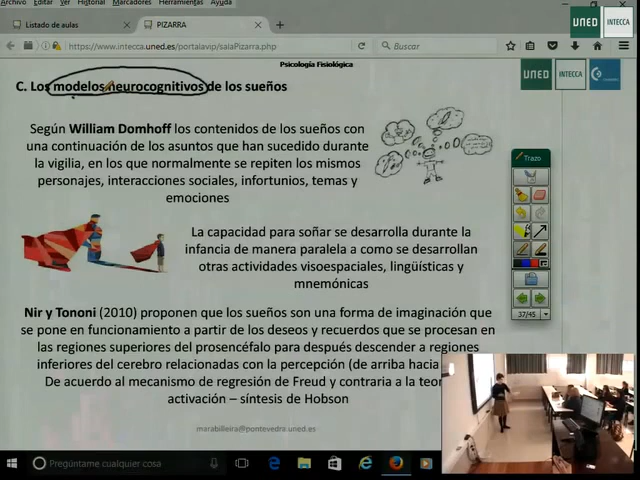 Archivo Editar Ver Historial Marcadores Herramientas Ayuda
Listado de aulas
PIZARRA
https://www.intecca.uned.es/portalavip/salaPizarra.php
Buscar
UNED
INTECCA
Psicología Fisiológica
UNED
INTECCA
C. Los modelos neurocognitivos de los sueños
Según William Domhoff los contenidos de los sueños con
una continuación de los asuntos que han sucedido durante
la vigilia, en los que normalmente se repiten los mismos
personajes, interacciones sociales, infortunios, temas y
emociones
Trazo
La capacidad para soñar se desarrolla durante la
infancia de manera paralela a como se desarrollan
otras actividades visoespaciales, lingüísticas y
mnemónicas
37/45
Nir y Tononi (2010) proponen que los sueños son una forma de imaginación que
se pone en funcionamiento a partir de los deseos y recuerdos que se procesan en
las regiones superiores del prosencéfalo para después descender a regiones
inferiores del cerebro relacionadas con la percepción (de arriba hacia
De acuerdo al mecanismo de regresión de Freud y contraria a la teor
activación – síntesis de Hobson
marabilleira@pontevedra.uned.es
Pregúntame cualquier cosa